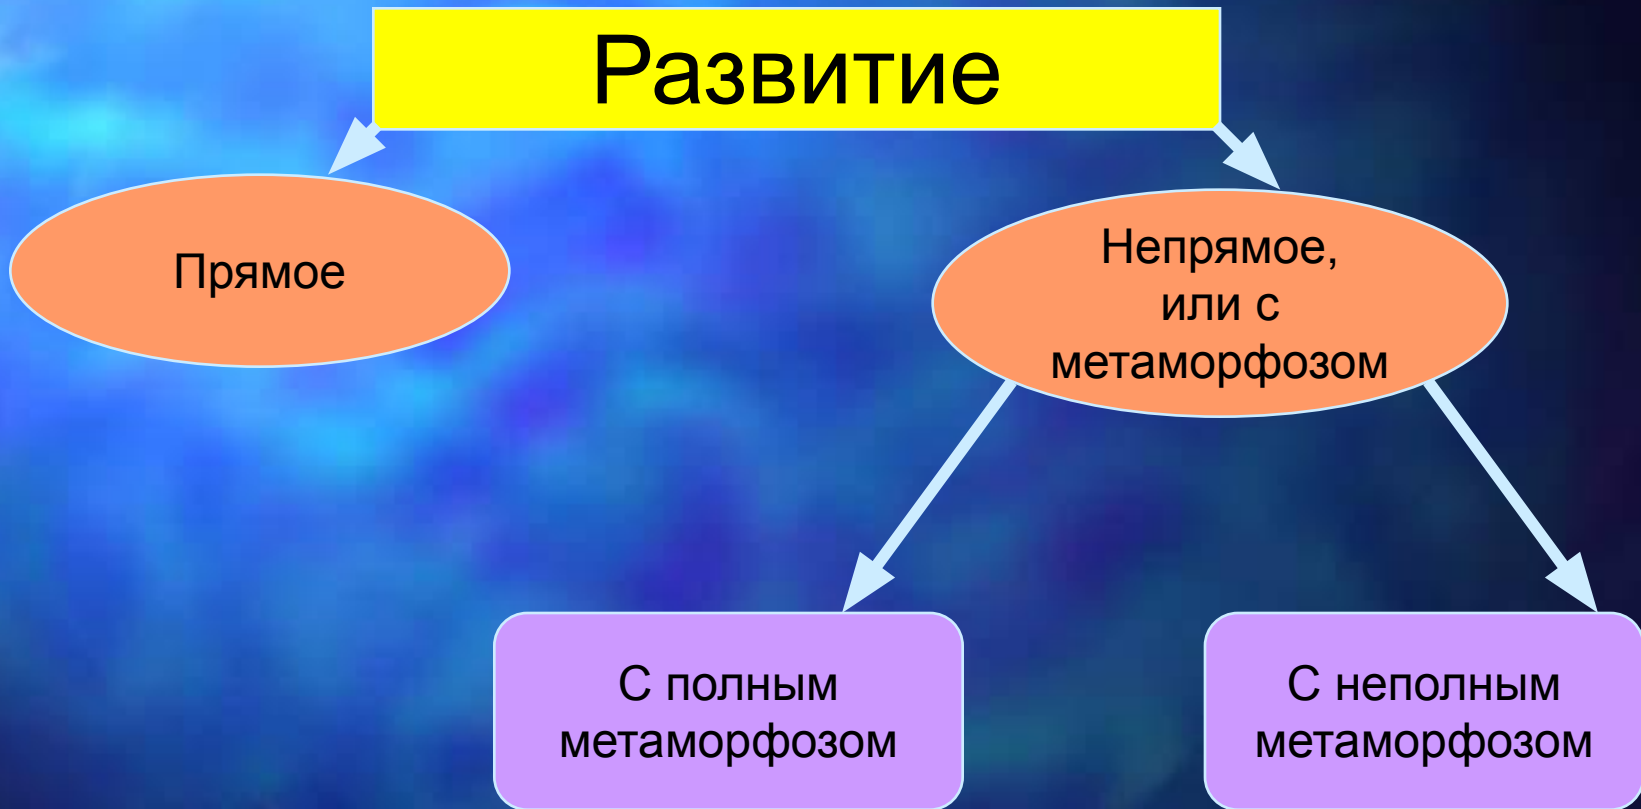 Развитие
Прямое
Непрямое,
или с
метаморфозом
С полным
метаморфозом
С неполным
метаморфозом